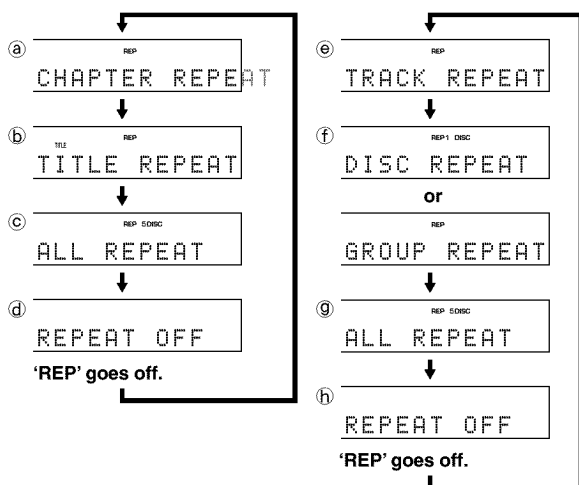 ⓐ
REP
CHAPTER REPEAT
ⓑ
TITLE REP
TITLE REPEAT
ⓒ
REP 5DISC
ALL REPEAT
ⓓ
REPEAT OFF
‘REP’ goes off.
ⓔ
REP
TRACK REPEAT
ⓕ
REP1 DISC
DISC REPEAT
or
REP
GROUP REPEAT
ⓖ
REP 5DISC
ALL REPEAT
ⓗ
REPEAT OFF
‘REP’ goes off.